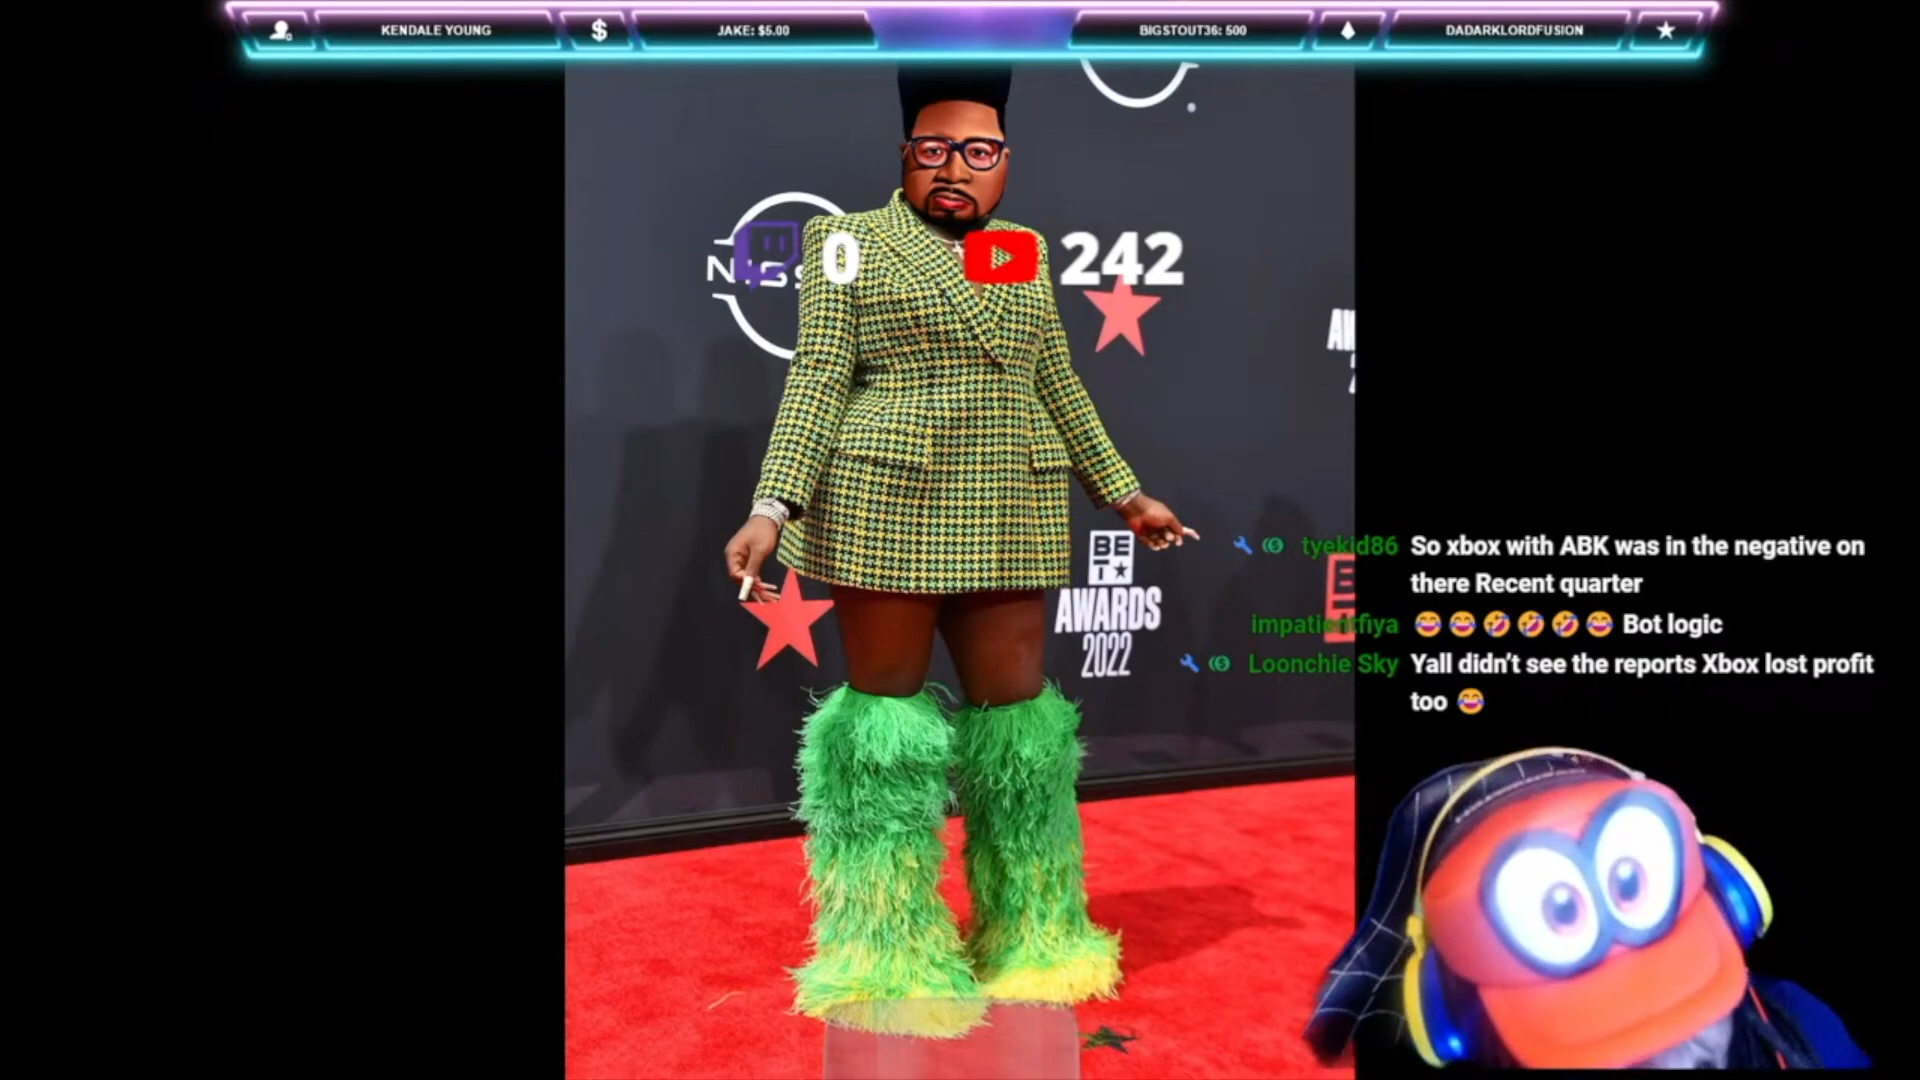 KENDALE YOUNG
$
JAKE: $5.00
BIGSTOUT36: 500
DADARKLORDFUSION
0
242
BET
AWARDS
2022
tyekid86 So xbox with ABK was in the negative on
there Recent quarter
impatientfiya 😂😂🤣🤣🤣😂 Bot logic
Loonchie Sky Yall didn't see the reports Xbox lost profit
too 😂